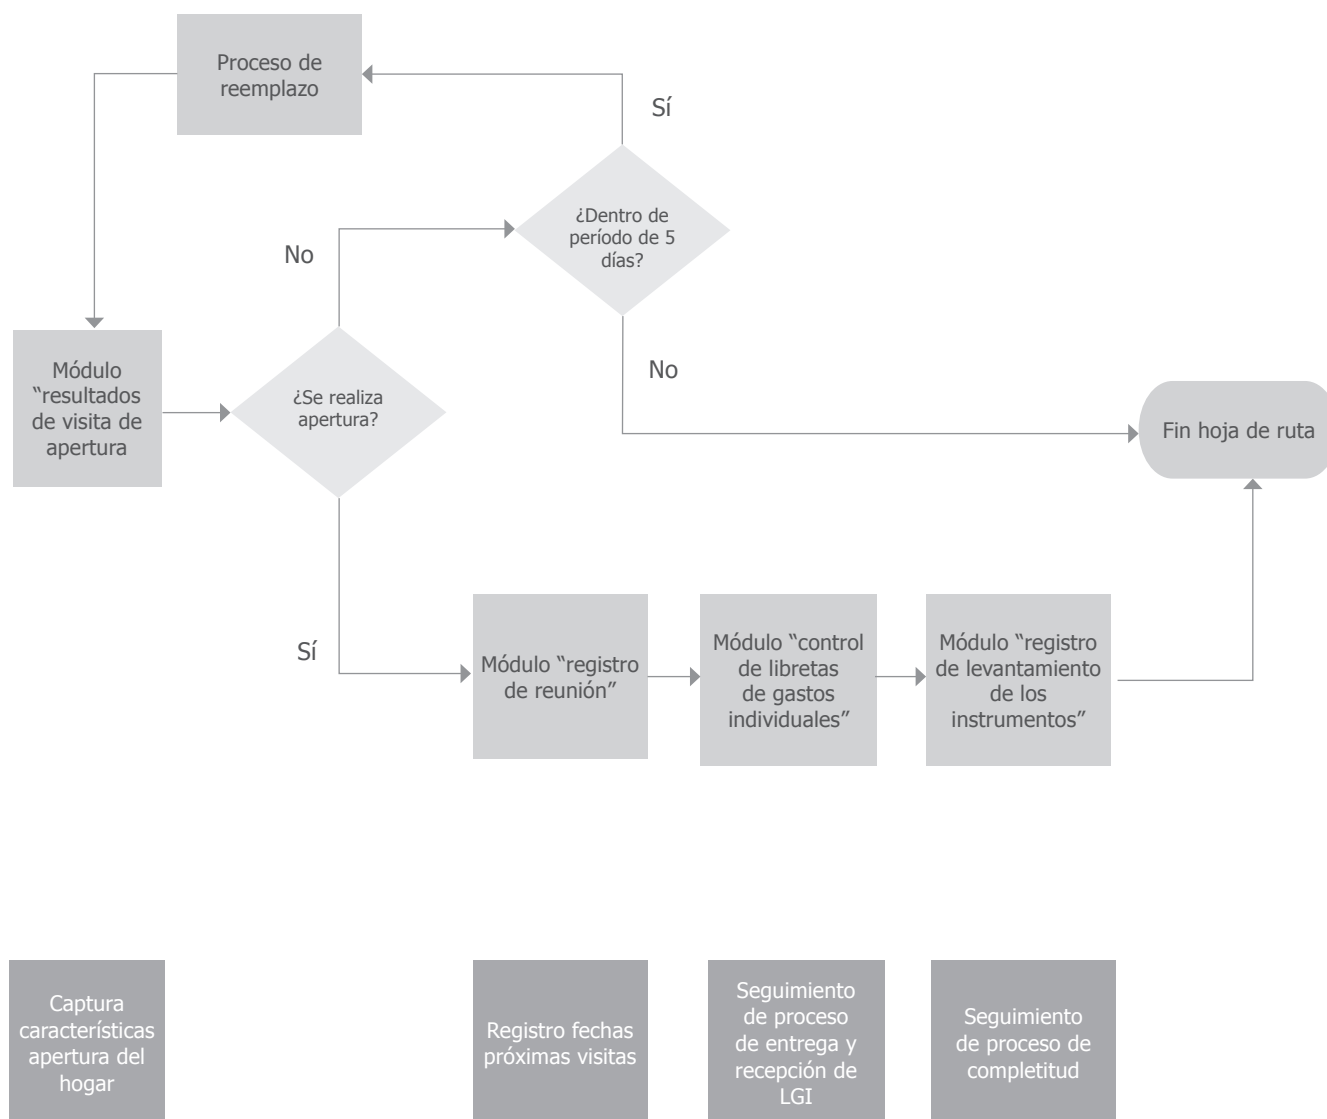 Proceso de
reemplazo
Sí
¿Dentro de
período de 5
días?
No
No
Módulo
“resultados
de visita de
apertura
¿Se realiza
apertura?
Fin hoja de ruta
Sí
Módulo “registro
de reunión”
Módulo “control
de libretas
de gastos
individuales”
Módulo “registro
de levantamiento
de los
instrumentos”
Captura
características
apertura del
hogar
Registro fechas
próximas visitas
Seguimiento
de proceso
de entrega y
recepción de
LGI
Seguimiento
de proceso de
completitud